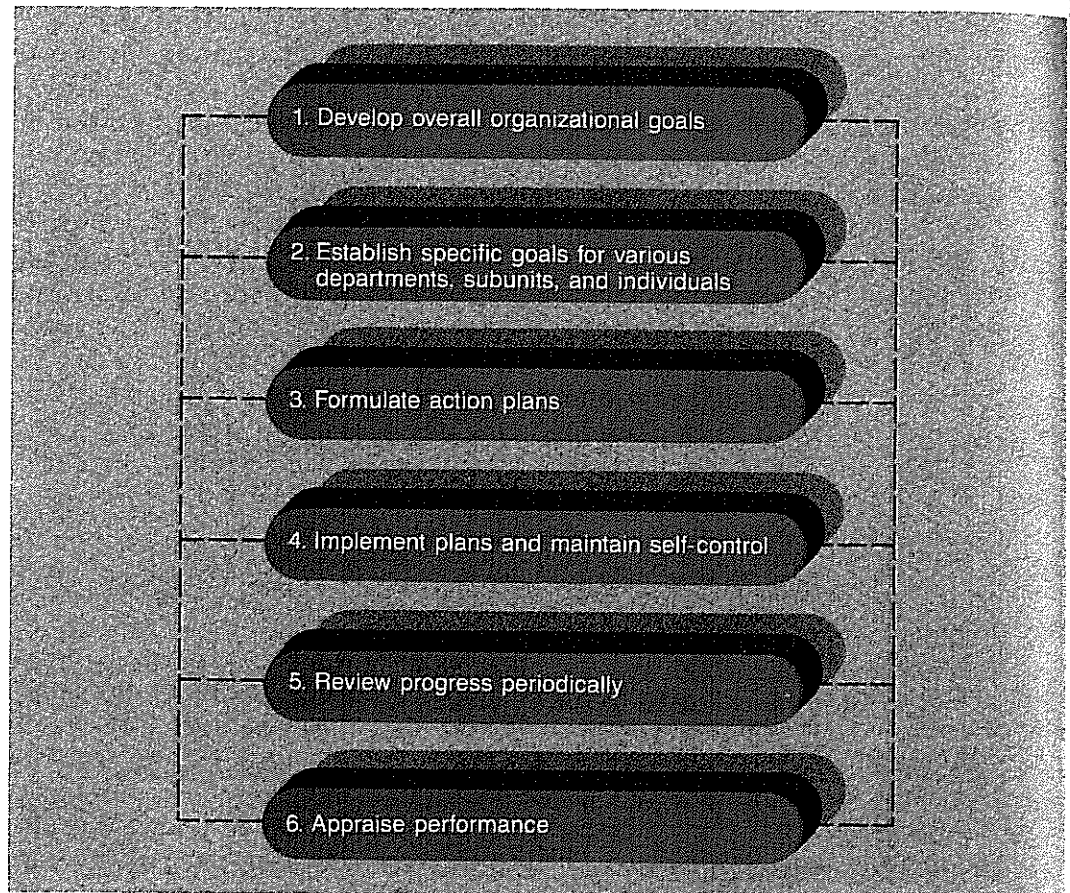 1. Develop overall organizational goals
2. Establish specific goals for various
departments, subunits, and individuals
3. Formulate action plans
4. Implement plans and maintain self-control
5. Review progress periodically
6. Appraise performance